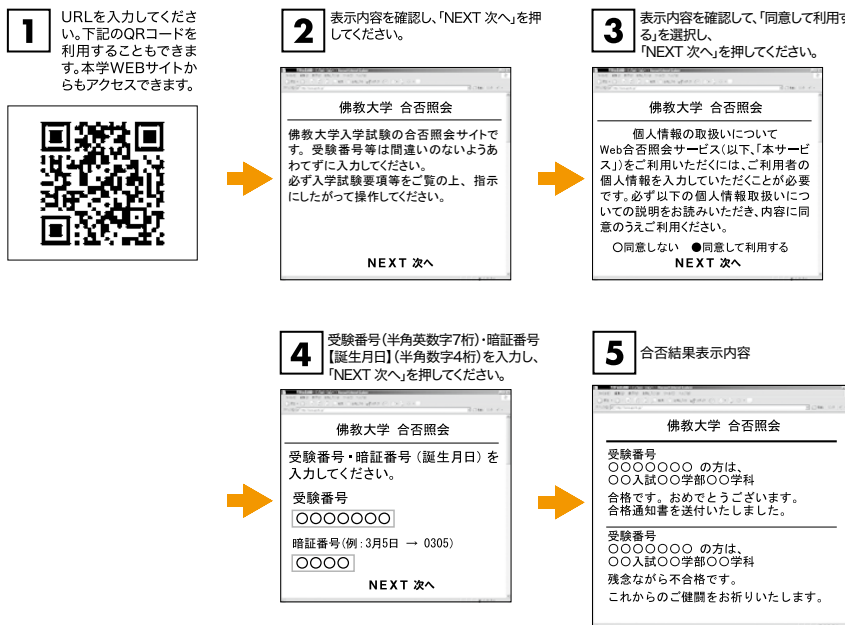 1
URLを入力してくださ
い。下記のQRコードを
利用することもできま
す。本学WEBサイトか
らもアクセスできます。
2
表示内容を確認し、「NEXT 次へ」を押
してください。
佛教大学 合否照会
佛教大学入学試験の合否照会サイトで
す。受験番号等は間違いのないようあ
わてずに入力してください。
必ず入学試験要項等をご覧の上、指示
にしたがって操作してください。
NEXT 次へ
3
表示内容を確認して、「同意して利用す
る」を選択し、
「NEXT 次へ」を押してください。
佛教大学 合否照会
個人情報の取扱いについて
Web合否照会サービス(以下、「本サービ
ス」)をご利用いただくには、ご利用者の
個人情報を入力していただくことが必要
です。必ず以下の個人情報取扱いにつ
いての説明をお読みいただき、内容に同
意のうえご利用ください。
○同意しない ●同意して利用する
NEXT 次へ
4
受験番号(半角英数字7桁)・暗証番号
【誕生月日】(半角数字4桁)を入力し、
「NEXT 次へ」を押してください。
佛教大学 合否照会
受験番号・暗証番号(誕生月日)を
入力してください。
受験番号
○○○○○○○
暗証番号(例:3月5日 → 0305)
○○○○
NEXT 次へ
5
合否結果表示内容
佛教大学 合否照会
受験番号
○○○○○○○ の方は、
○○入試○○学部○○学科
合格です。おめでとうございます。
合格通知書を送付いたしました。
受験番号
○○○○○○○ の方は、
○○入試○○学部○○学科
残念ながら不合格です。
これからのご健闘をお祈りいたします。